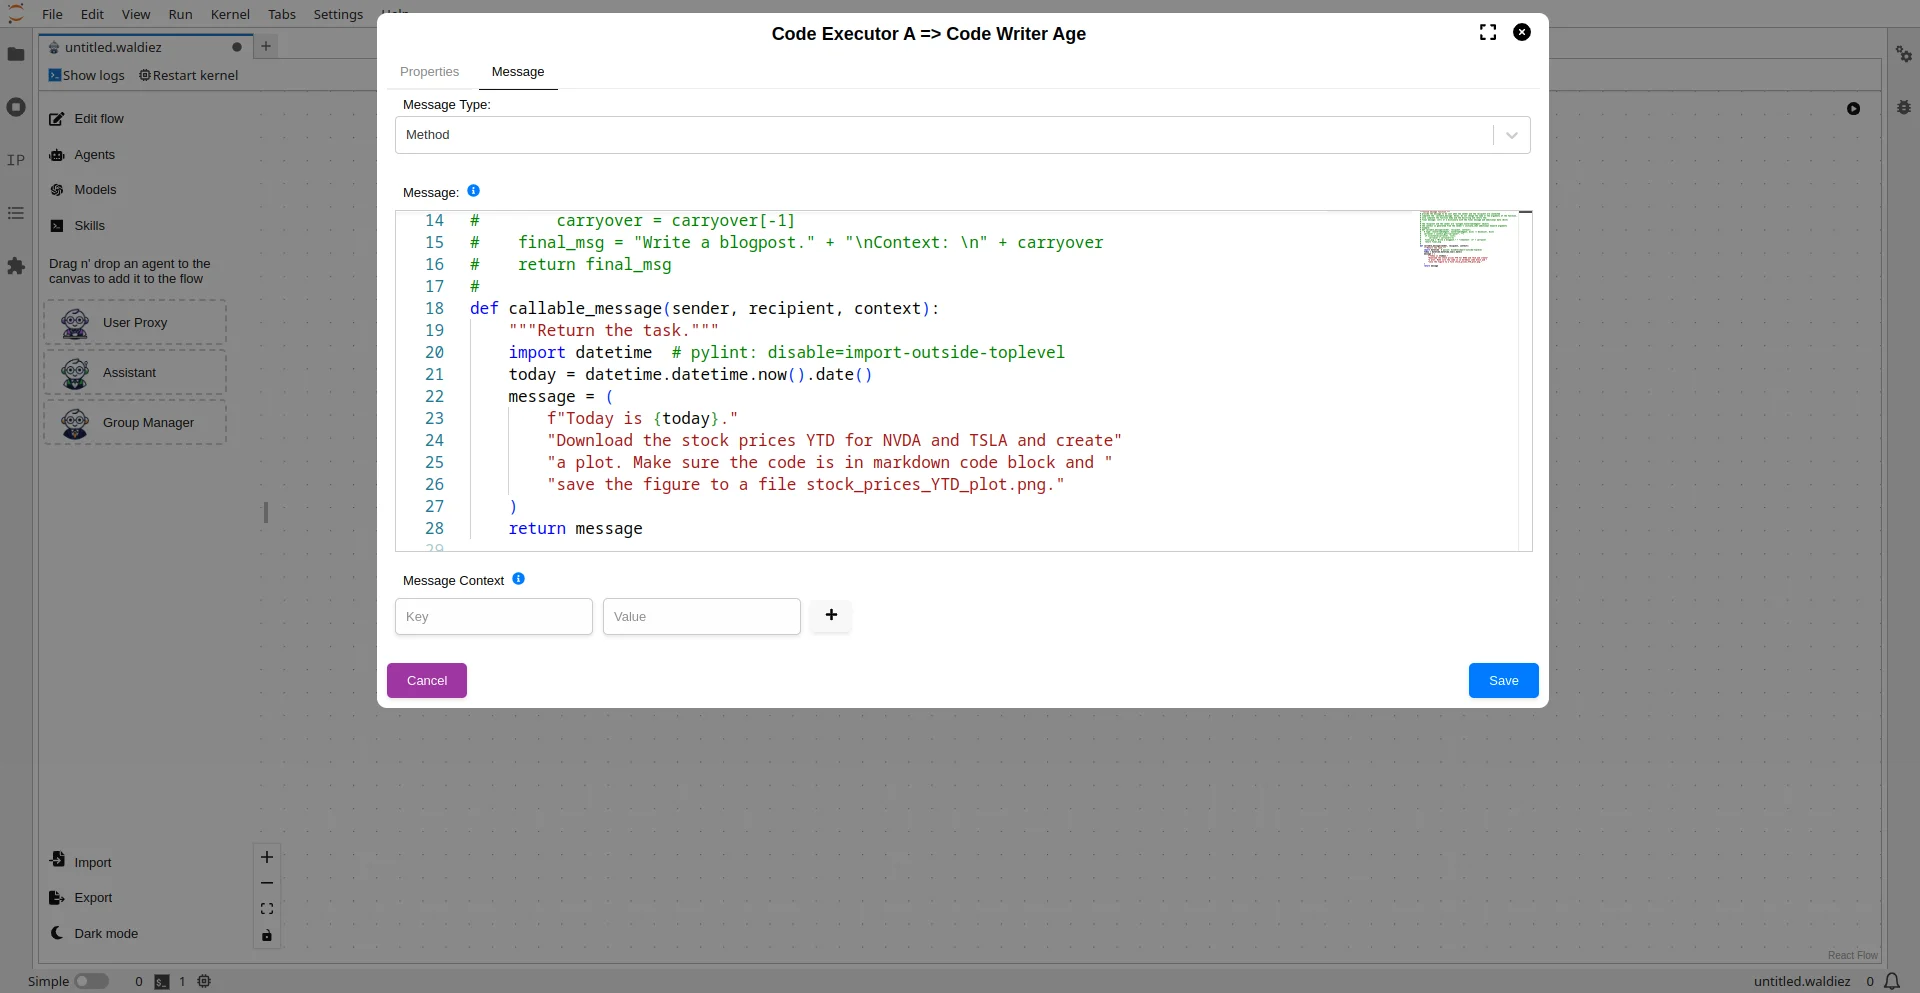 File Edit View Run Kernel Tabs Settings Help
untitled.waldiez
Show logs Restart kernel
IP
Edit flow
Agents
Models
Skills
Drag n' drop an agent to the
canvas to add it to the flow
User Proxy
Assistant
Group Manager
Import
Export
Dark mode
Code Executor A => Code Writer Age
Properties Message
Message Type:
Method
Message:
14 #        carryover = carryover[-1]
15 #    final_msg = "Write a blogpost." + "\nContext: \n" + carryover
16 #    return final_msg
17 #
18 def callable_message(sender, recipient, context):
19     """Return the task."""
20     import datetime  # pylint: disable=import-outside-toplevel
21     today = datetime.datetime.now().date()
22     message = (
23         f"Today is {today}."
24         "Download the stock prices YTD for NVDA and TSLA and create"
25         "a plot. Make sure the code is in markdown code block and "
26         "save the figure to a file stock_prices_YTD_plot.png."
27     )
28     return message
29
Message Context
Key Value +
Cancel Save
React Flow
Simple 0 1 untitled.waldiez 0